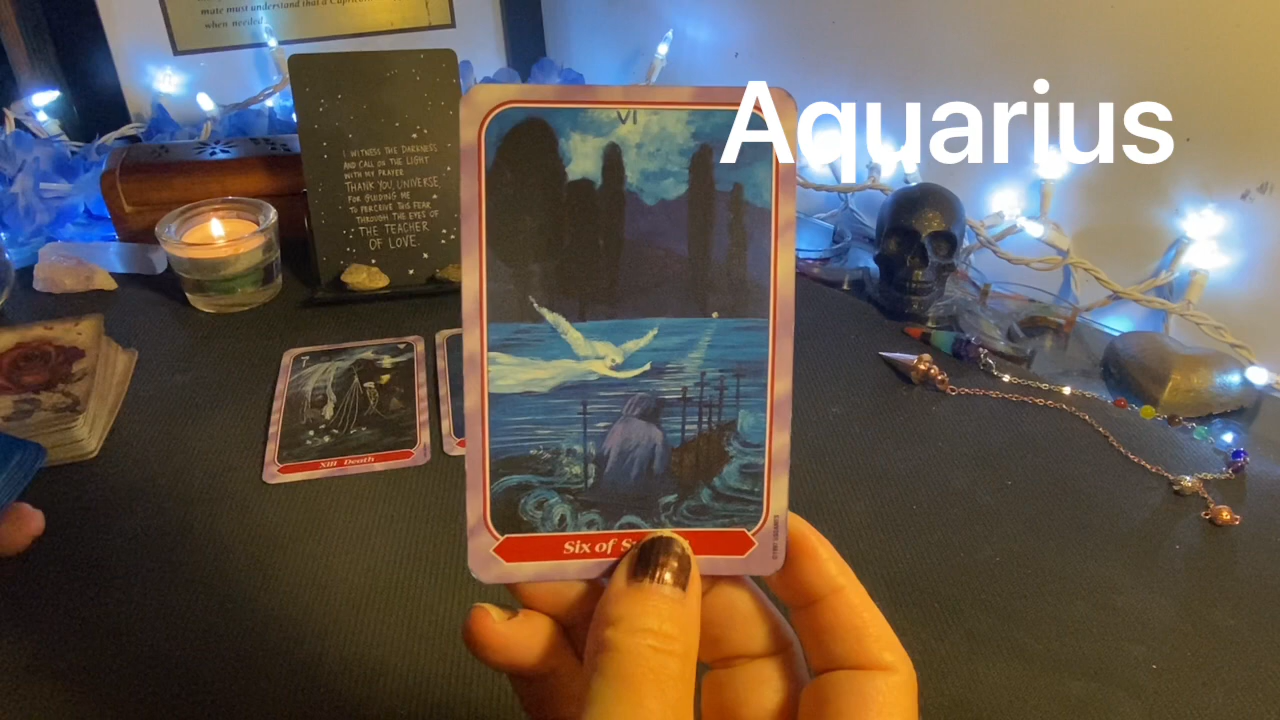 mate must understand that a Capricorn
when needed.
Aquarius
I WITNESS THE DARKNESS
AND CALL ON THE LIGHT
WITH MY PRAYER
THANK YOU, UNIVERSE,
FOR GUIDING ME
TO PERCEIVE THIS FEAR
THROUGH THE EYES OF
THE TEACHER
OF LOVE.
VI
XIII Death
Six of